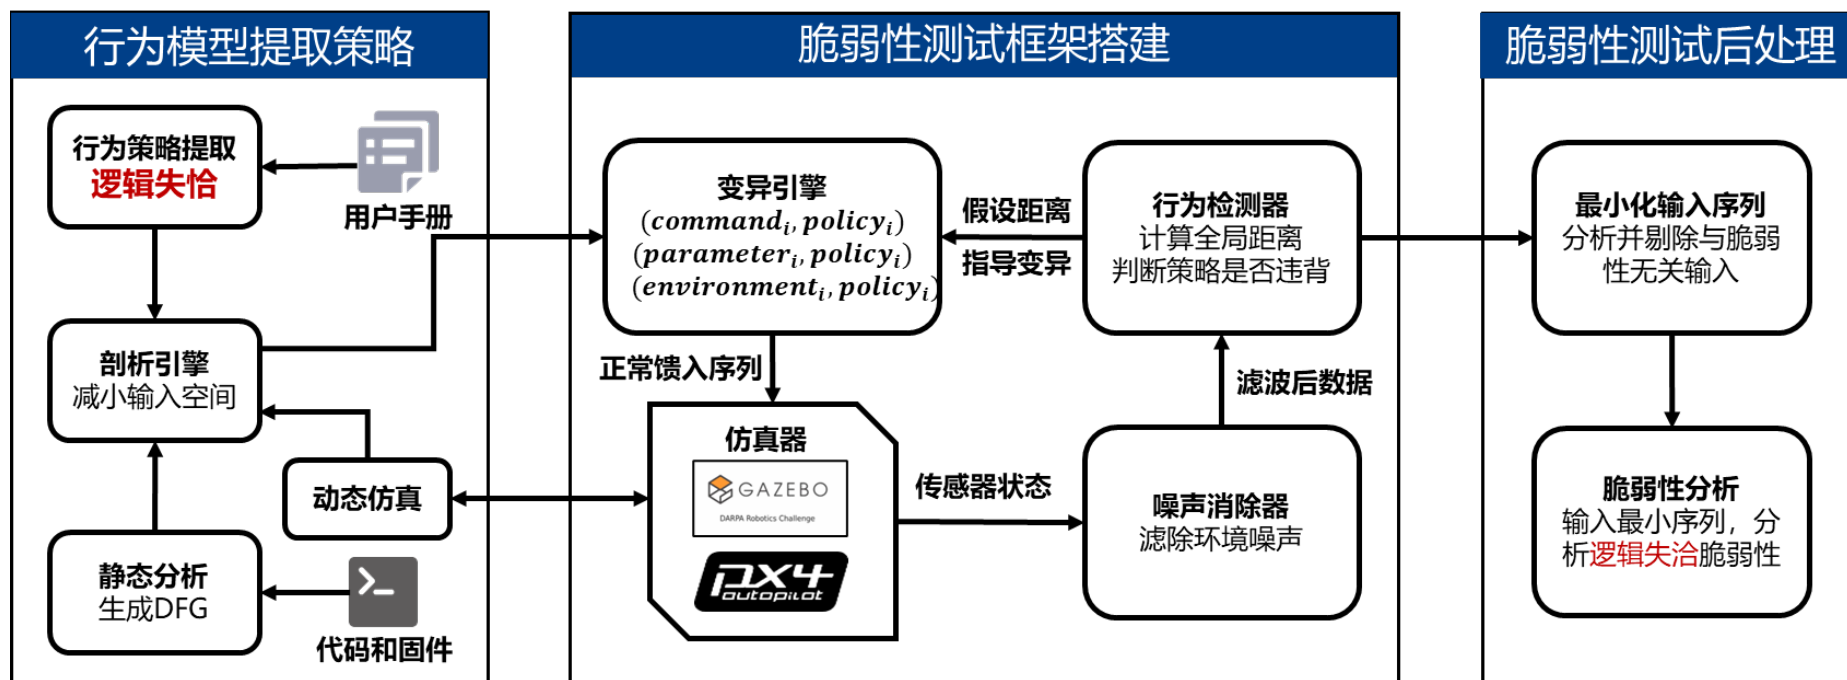 行为模型提取策略
行为策略提取
逻辑失恰
用户手册
剖析引擎
减小输入空间
动态仿真
静态分析
生成DFG
代码和固件
脆弱性测试框架搭建
变异引擎
(command_i, policy_i)
(parameter_i, policy_i)
(environment_i, policy_i)
假设距离
指导变异
行为检测器
计算全局距离
判断策略是否违背
正常馈入序列
滤波后数据
仿真器
GAZEBO
DARPA Robotics Challenge
px4
autopilot
传感器状态
噪声消除器
滤除环境噪声
脆弱性测试后处理
最小化输入序列
分析并剔除与脆弱
性无关输入
脆弱性分析
输入最小序列，分
析逻辑失洽脆弱性